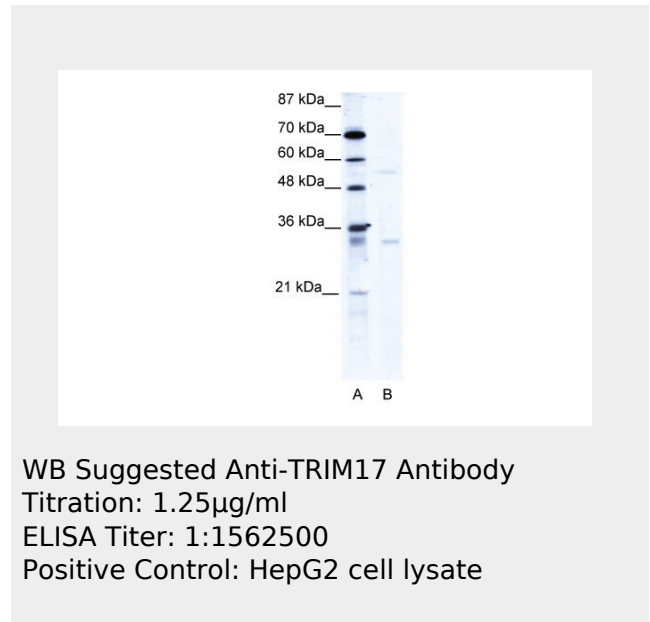 87 kDa
70 kDa
60 kDa
48 kDa
36 kDa
21 kDa
A B
WB Suggested Anti-TRIM17 Antibody
Titration: 1.25µg/ml
ELISA Titer: 1:1562500
Positive Control: HepG2 cell lysate